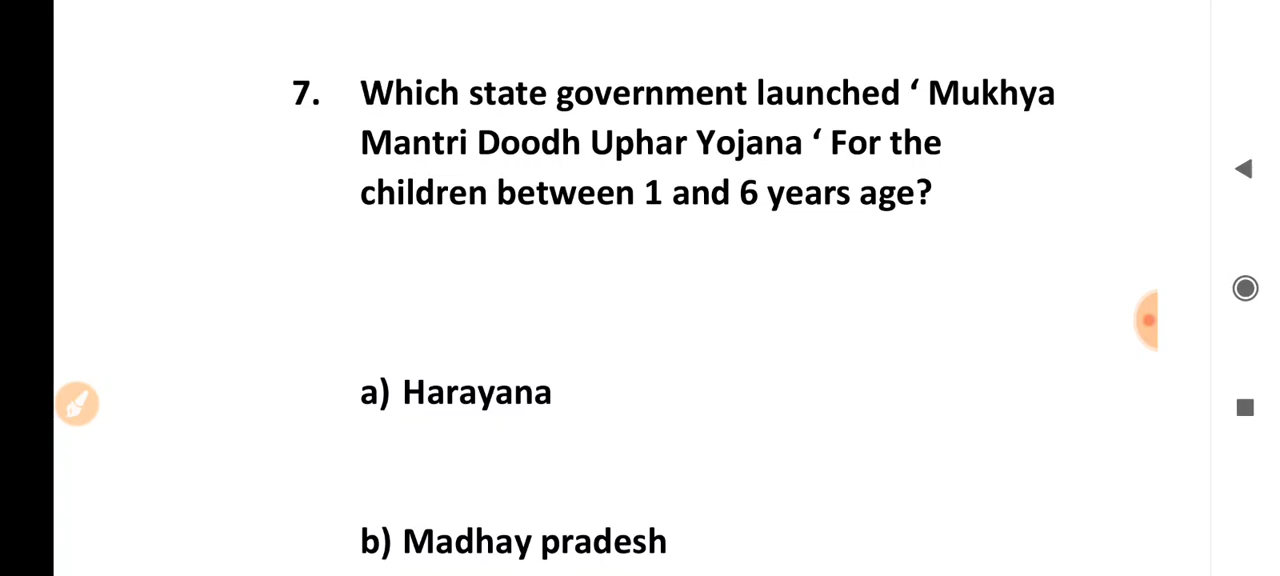 7. Which state government launched ‘ Mukhya
Mantri Doodh Uphar Yojana ‘ For the
children between 1 and 6 years age?
a) Harayana
b) Madhay pradesh